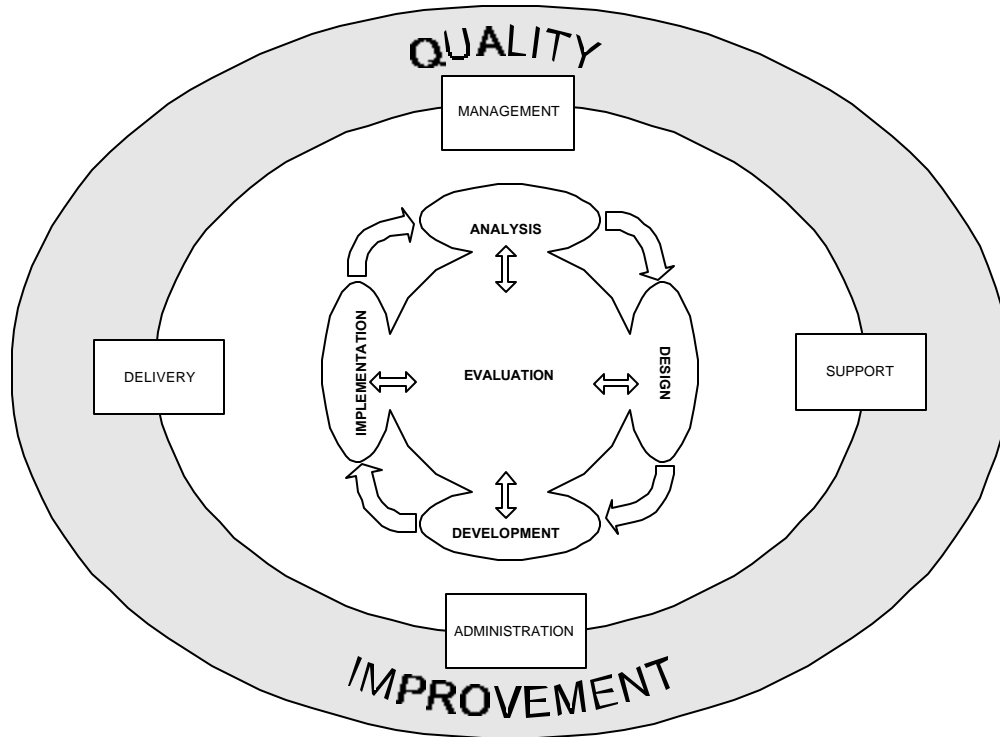 QUALITY
MANAGEMENT
ANALYSIS
IMPLEMENTATION
DESIGN
DELIVERY
EVALUATION
SUPPORT
DEVELOPMENT
ADMINISTRATION
IMPROVEMENT